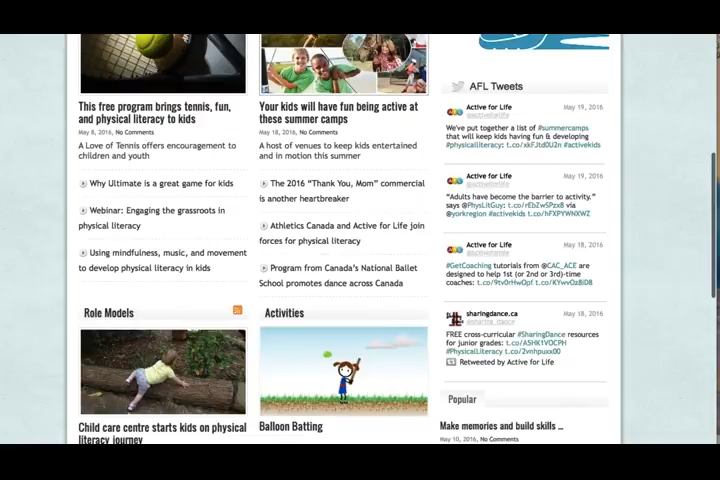 This free program brings tennis, fun,
and physical literacy to kids
May 8, 2016, No Comments
A Love of Tennis offers encouragement to
children and youth
Why Ultimate is a great game for kids
Webinar: Engaging the grassroots in
physical literacy
Using mindfulness, music, and movement
to develop physical literacy in kids
Your kids will have fun being active at
these summer camps
May 18, 2016, No Comments
A host of venues to keep kids entertained
and in motion this summer
The 2016 “Thank You, Mom” commercial
is another heartbreaker
Athletics Canada and Active for Life join
forces for physical literacy
Program from Canada’s National Ballet
School promotes dance across Canada
Role Models
Child care centre starts kids on physical
literacy journey
Activities
Balloon Batting
AFL Tweets
Active for Life May 19, 2016
@activeforlife
We've put together a list of #summercamps
that will keep kids having fun & developing
#physicalliteracy: t.co/xkFJtd0U2n #activekids
Active for Life May 19, 2016
@activeforlife
“Adults have become the barrier to activity.”
says @PhysLitGuy: t.co/rEbZwSPzx8 via
@yorkregion #activekids t.co/hFXPYWNXWZ
Active for Life May 18, 2016
@activeforlife
#GetCoaching tutorials from @CAC_ACE are
designed to help 1st (or 2nd or 3rd)-time
coaches: t.co/9tv0rHwOpf t.co/KYwvOz8iD8
sharingdance.ca May 18, 2016
@sharing_dance
FREE cross-curricular #SharingDance resources
for junior grades: t.co/A5HK1VOCPH
#PhysicalLiteracy t.co/2vnhpuxx00
Retweeted by Active for Life
Popular
Make memories and build skills ...
May 10, 2016, No Comments